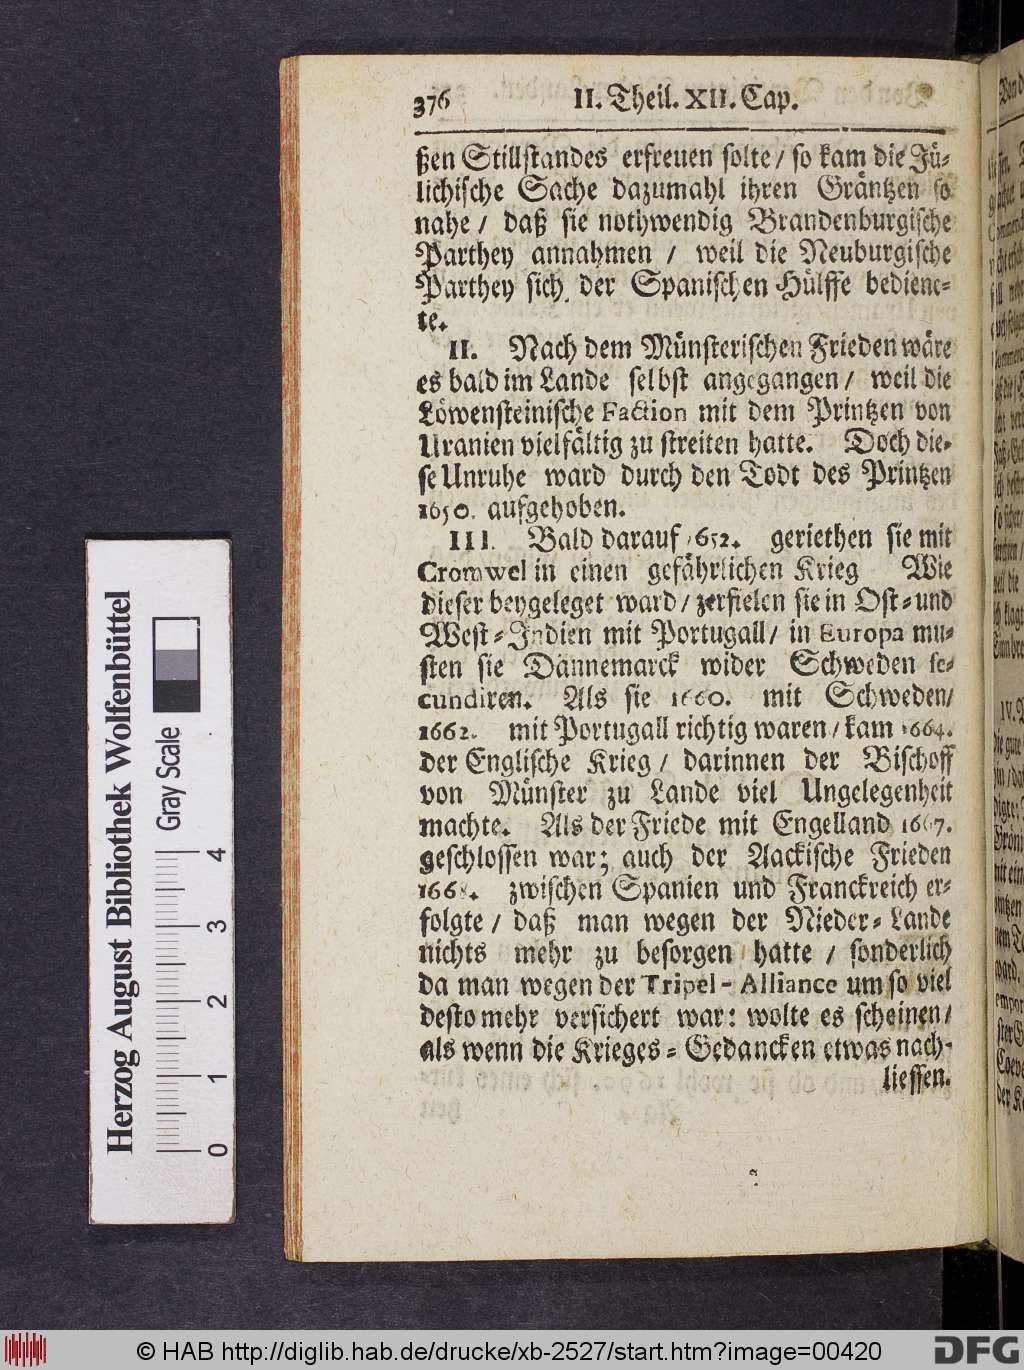 376 II. Theil. XII. Cap.
ßen Stillstandes erfreuen solte / so kam die Jü-
lichische Sache dazumahl ihren Gräntzen so
nahe / daß sie nothwendig Brandenburgische
Parthey annahmen / weil die Neuburgische
Parthey sich der Spanischen Hülffe bediene-
te.
II. Nach dem Münsterischen Frieden wäre
es bald im Lande selbst angegangen / weil die
Löwensteinische Faction mit dem Printzen von
Uranien vielfältig zu streiten hatte. Doch die-
se Unruhe ward durch den Todt des Printzen
1650. aufgehoben.
III. Bald darauf 1652. geriethen sie mit
Cromwel in einen gefährlichen Krieg Wie
dieser beygeleget ward / zerfielen sie in Ost- und
West-Indien mit Portugall / in Europa mu-
sten sie Dännemarck wider Schweden se-
cundiren. Als sie 1660. mit Schweden /
1662. mit Portugall richtig waren / kam 1664.
der Englische Krieg / darinnen der Bischoff
von Münster zu Lande viel Ungelegenheit
machte. Als der Friede mit Engelland 1667.
geschlossen war; auch der Aackische Frieden
1668. zwischen Spanien und Franckreich er-
folgte / daß man wegen der Nieder-Lande
nichts mehr zu besorgen hatte / sonderlich
da man wegen der Tripel-Alliance um so viel
desto mehr versichert war: wolte es scheinen /
als wenn die Krieges-Gedancken etwas nach-
liessen.
Herzog August Bibliothek Wolfenbüttel
Gray Scale
0 1 2 3 4
© HAB http://diglib.hab.de/drucke/xb-2527/start.htm?image=00420
DFG